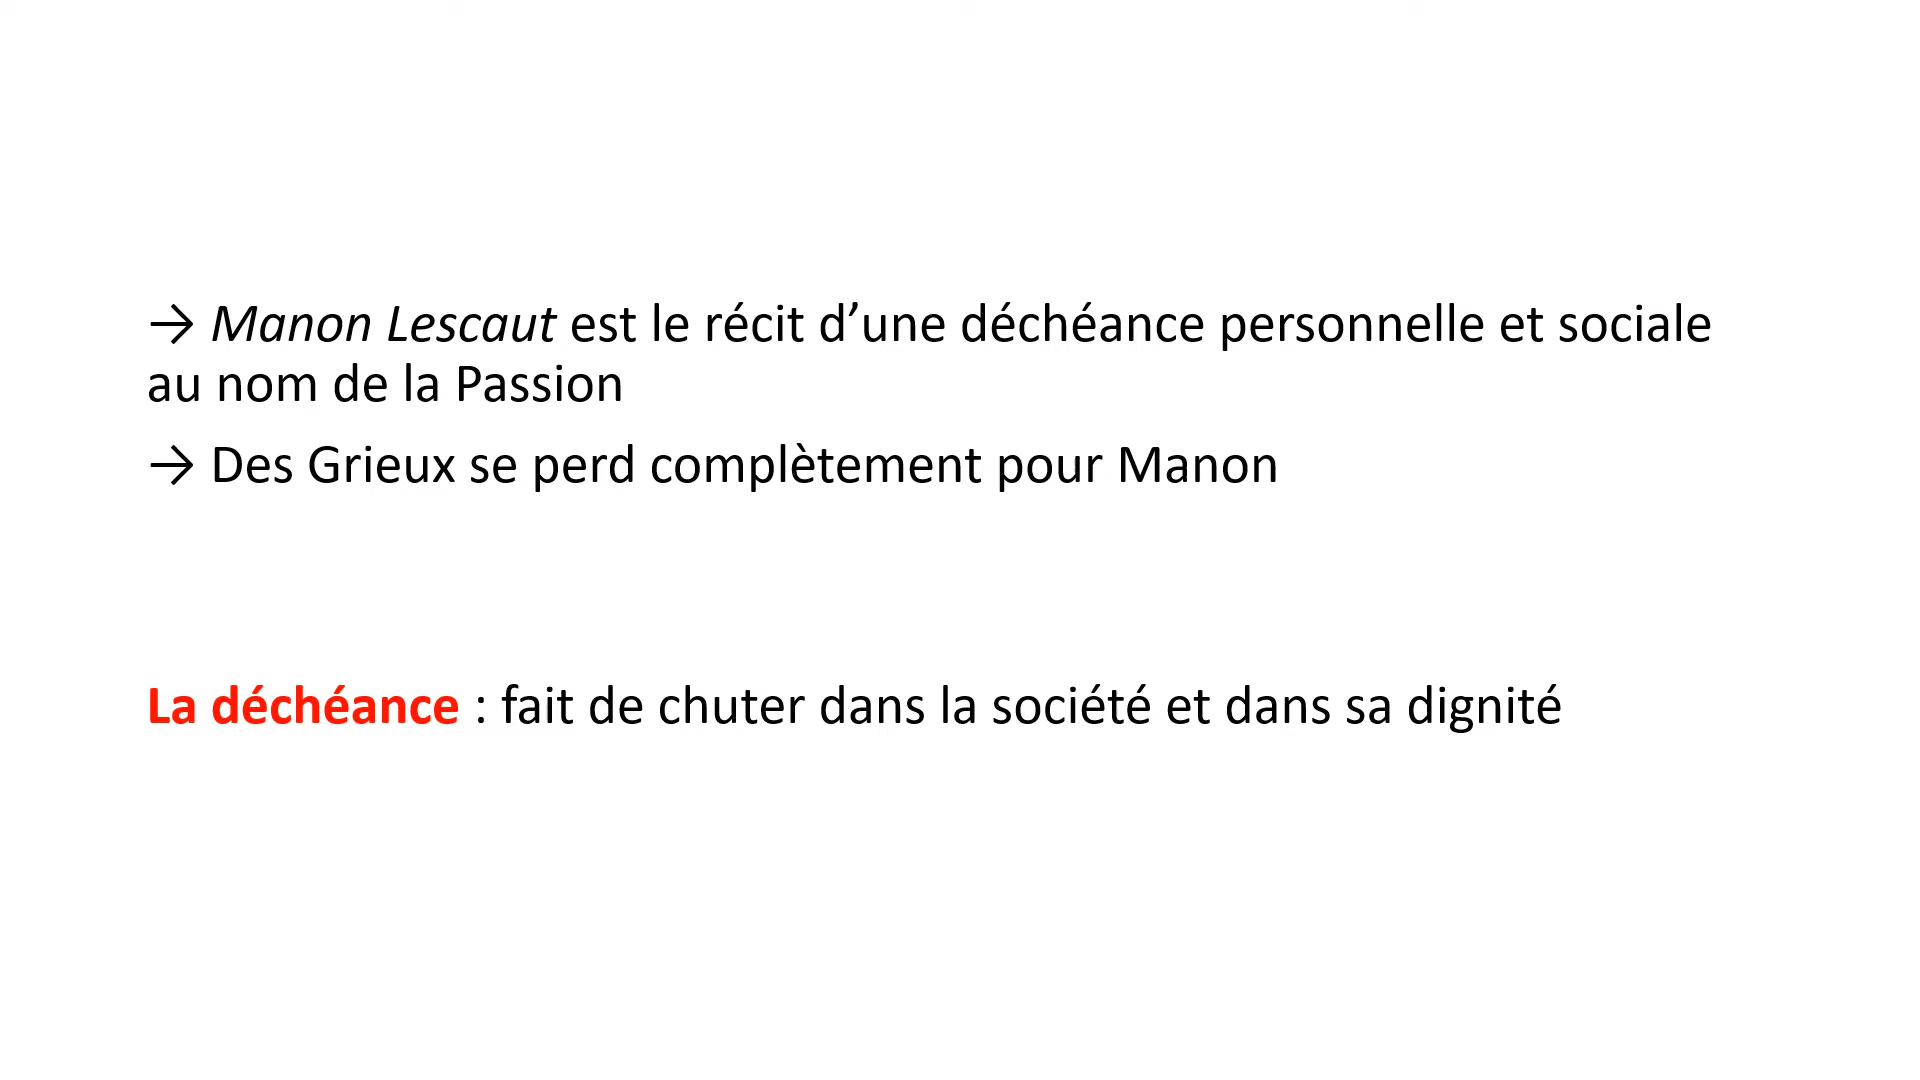 → Manon Lescaut est le récit d’une déchéance personnelle et sociale
au nom de la Passion
→ Des Grieux se perd complètement pour Manon
La déchéance : fait de chuter dans la société et dans sa dignité